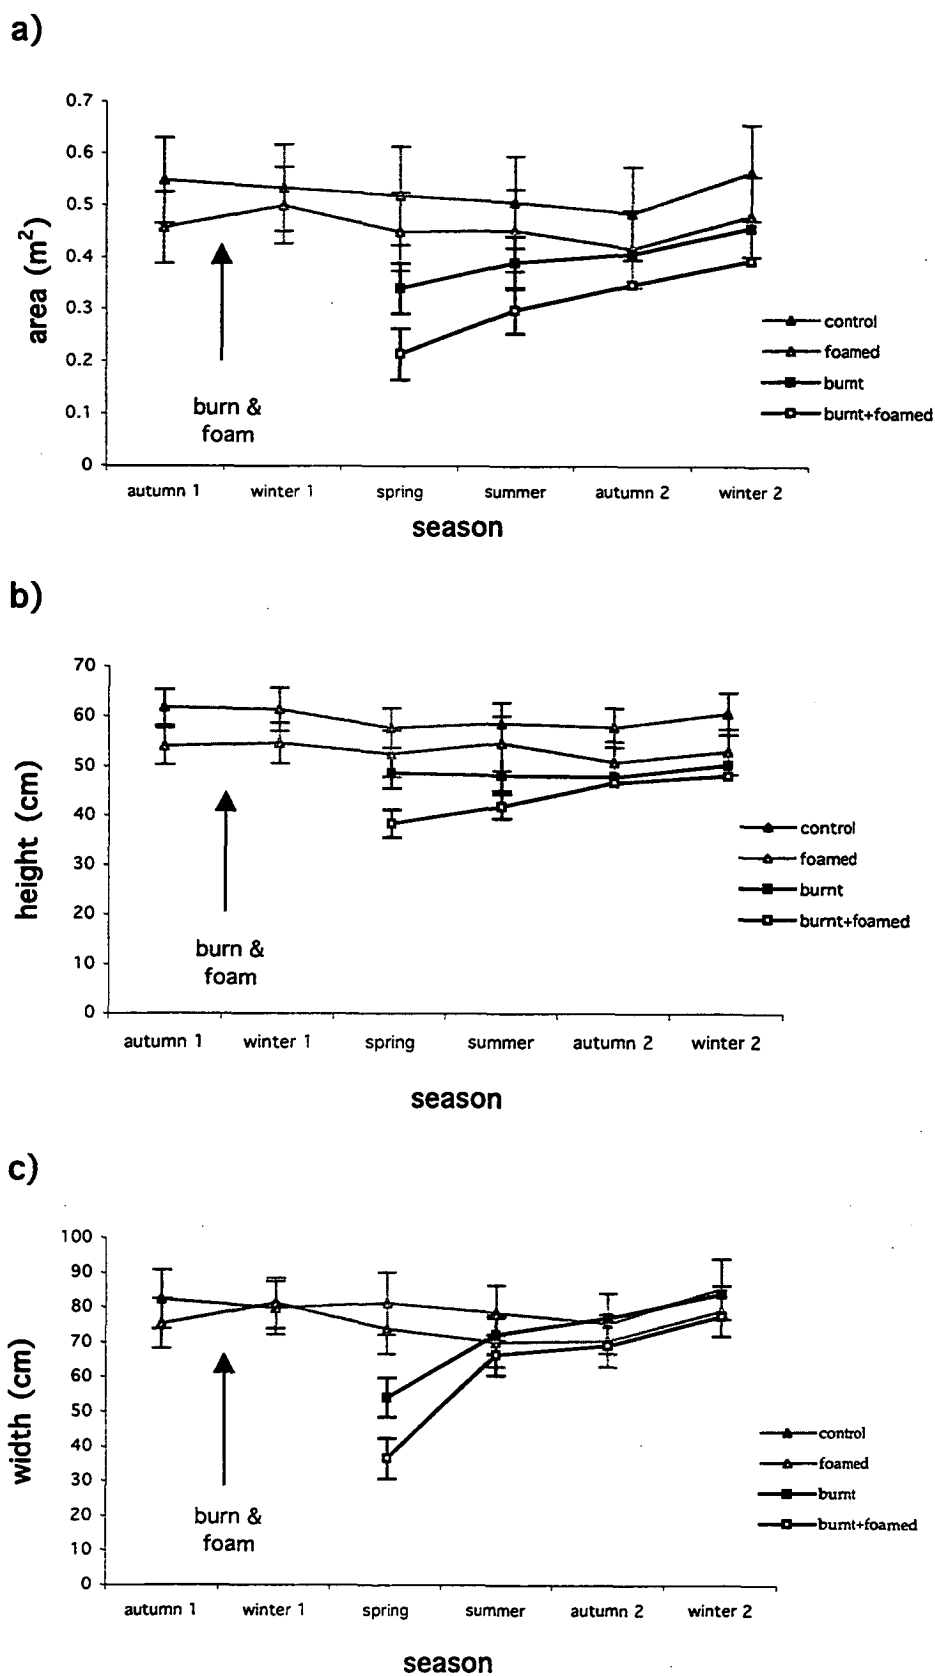 a)
0.7
0.6
0.5
0.4
0.3
0.2
0.1
0
area (m²)
burn &
foam
control
foamed
burnt
burnt+foamed
autumn 1 winter 1 spring summer autumn 2 winter 2
season
b)
70
60
50
40
30
20
10
0
height (cm)
burn &
foam
control
foamed
burnt
burnt+foamed
autumn 1 winter 1 spring summer autumn 2 winter 2
season
c)
100
90
80
70
60
50
40
30
20
10
0
width (cm)
burn &
foam
control
foamed
burnt
burnt+foamed
autumn 1 winter 1 spring summer autumn 2 winter 2
season